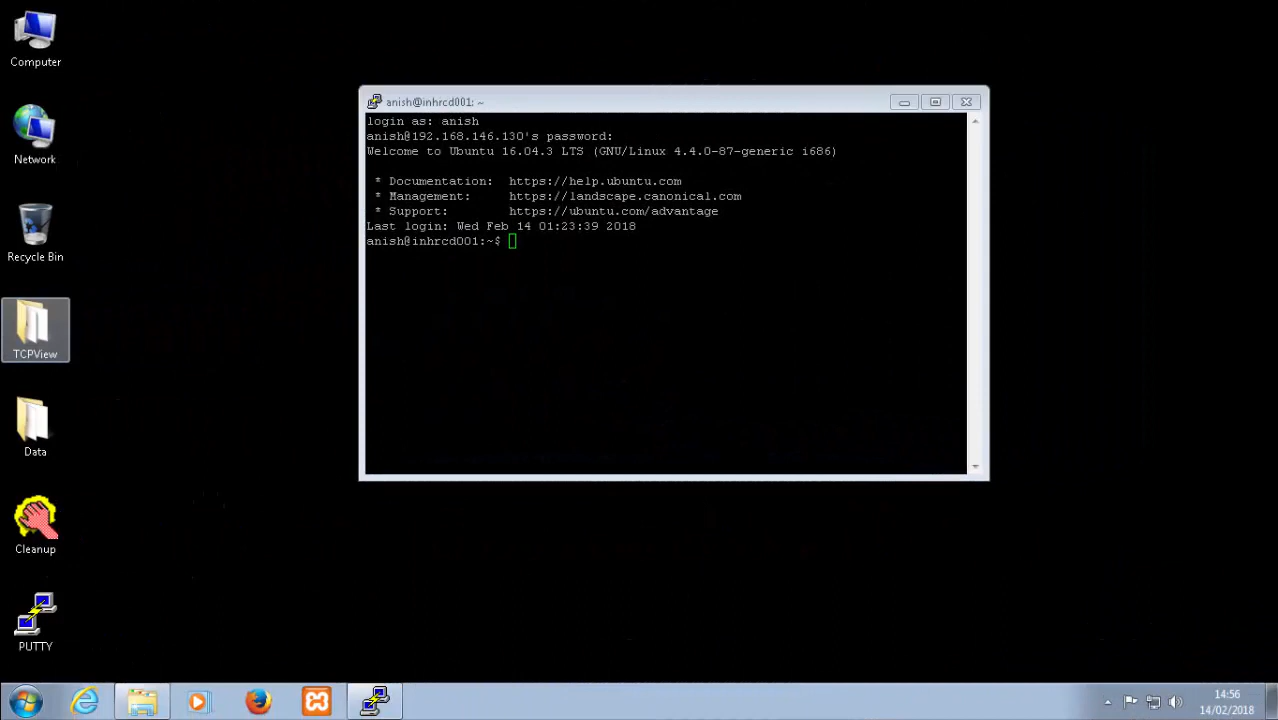 Computer
Network
Recycle Bin
TCPView
Data
Cleanup
PUTTY
anish@inhrcd001: ~
login as: anish
anish@192.168.146.130's password:
Welcome to Ubuntu 16.04.3 LTS (GNU/Linux 4.4.0-87-generic i686)
* Documentation:  https://help.ubuntu.com
* Management:     https://landscape.canonical.com
* Support:        https://ubuntu.com/advantage
Last login: Wed Feb 14 01:23:39 2018
anish@inhrcd001:~$
14:56
14/02/2018